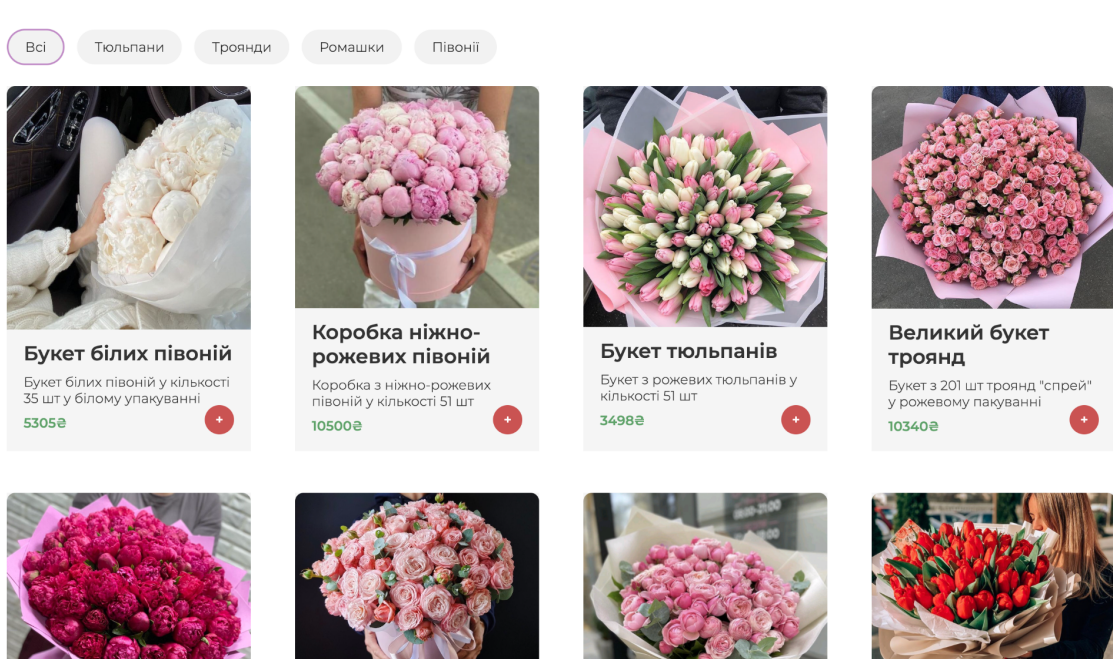 Всі
Тюльпани
Троянди
Ромашки
Півонії
Букет білих півоній
Букет білих півоній у кількості
35 шт у білому упакуванні
5305₴
+
Коробка ніжно-
рожевих півоній
Коробка з ніжно-рожевих
півоній у кількості 51 шт
10500₴
+
Букет тюльпанів
Букет з рожевих тюльпанів у
кількості 51 шт
3498₴
+
Великий букет
троянд
Букет з 201 шт троянд "спрей"
у рожевому пакуванні
10340₴
+